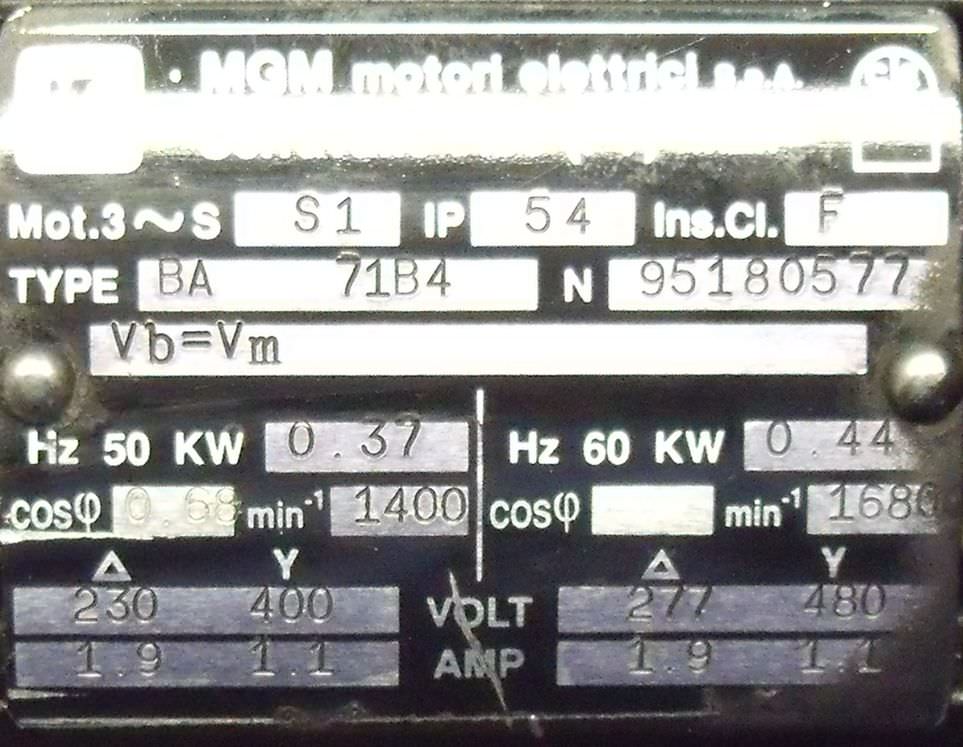 MGM motori elettrici S.p.A.
Mot.3~S S1 IP 54 Ins.Cl. F
TYPE BA 71B4 N 95180577
Vb=Vm
Hz 50 KW 0.37 Hz 60 KW 0.44
cosφ 0.68 min-1 1400 cosφ min-1 1680
Δ Y Δ Y
230 400 VOLT 277 480
1.9 1.1 AMP 1.9 1.1